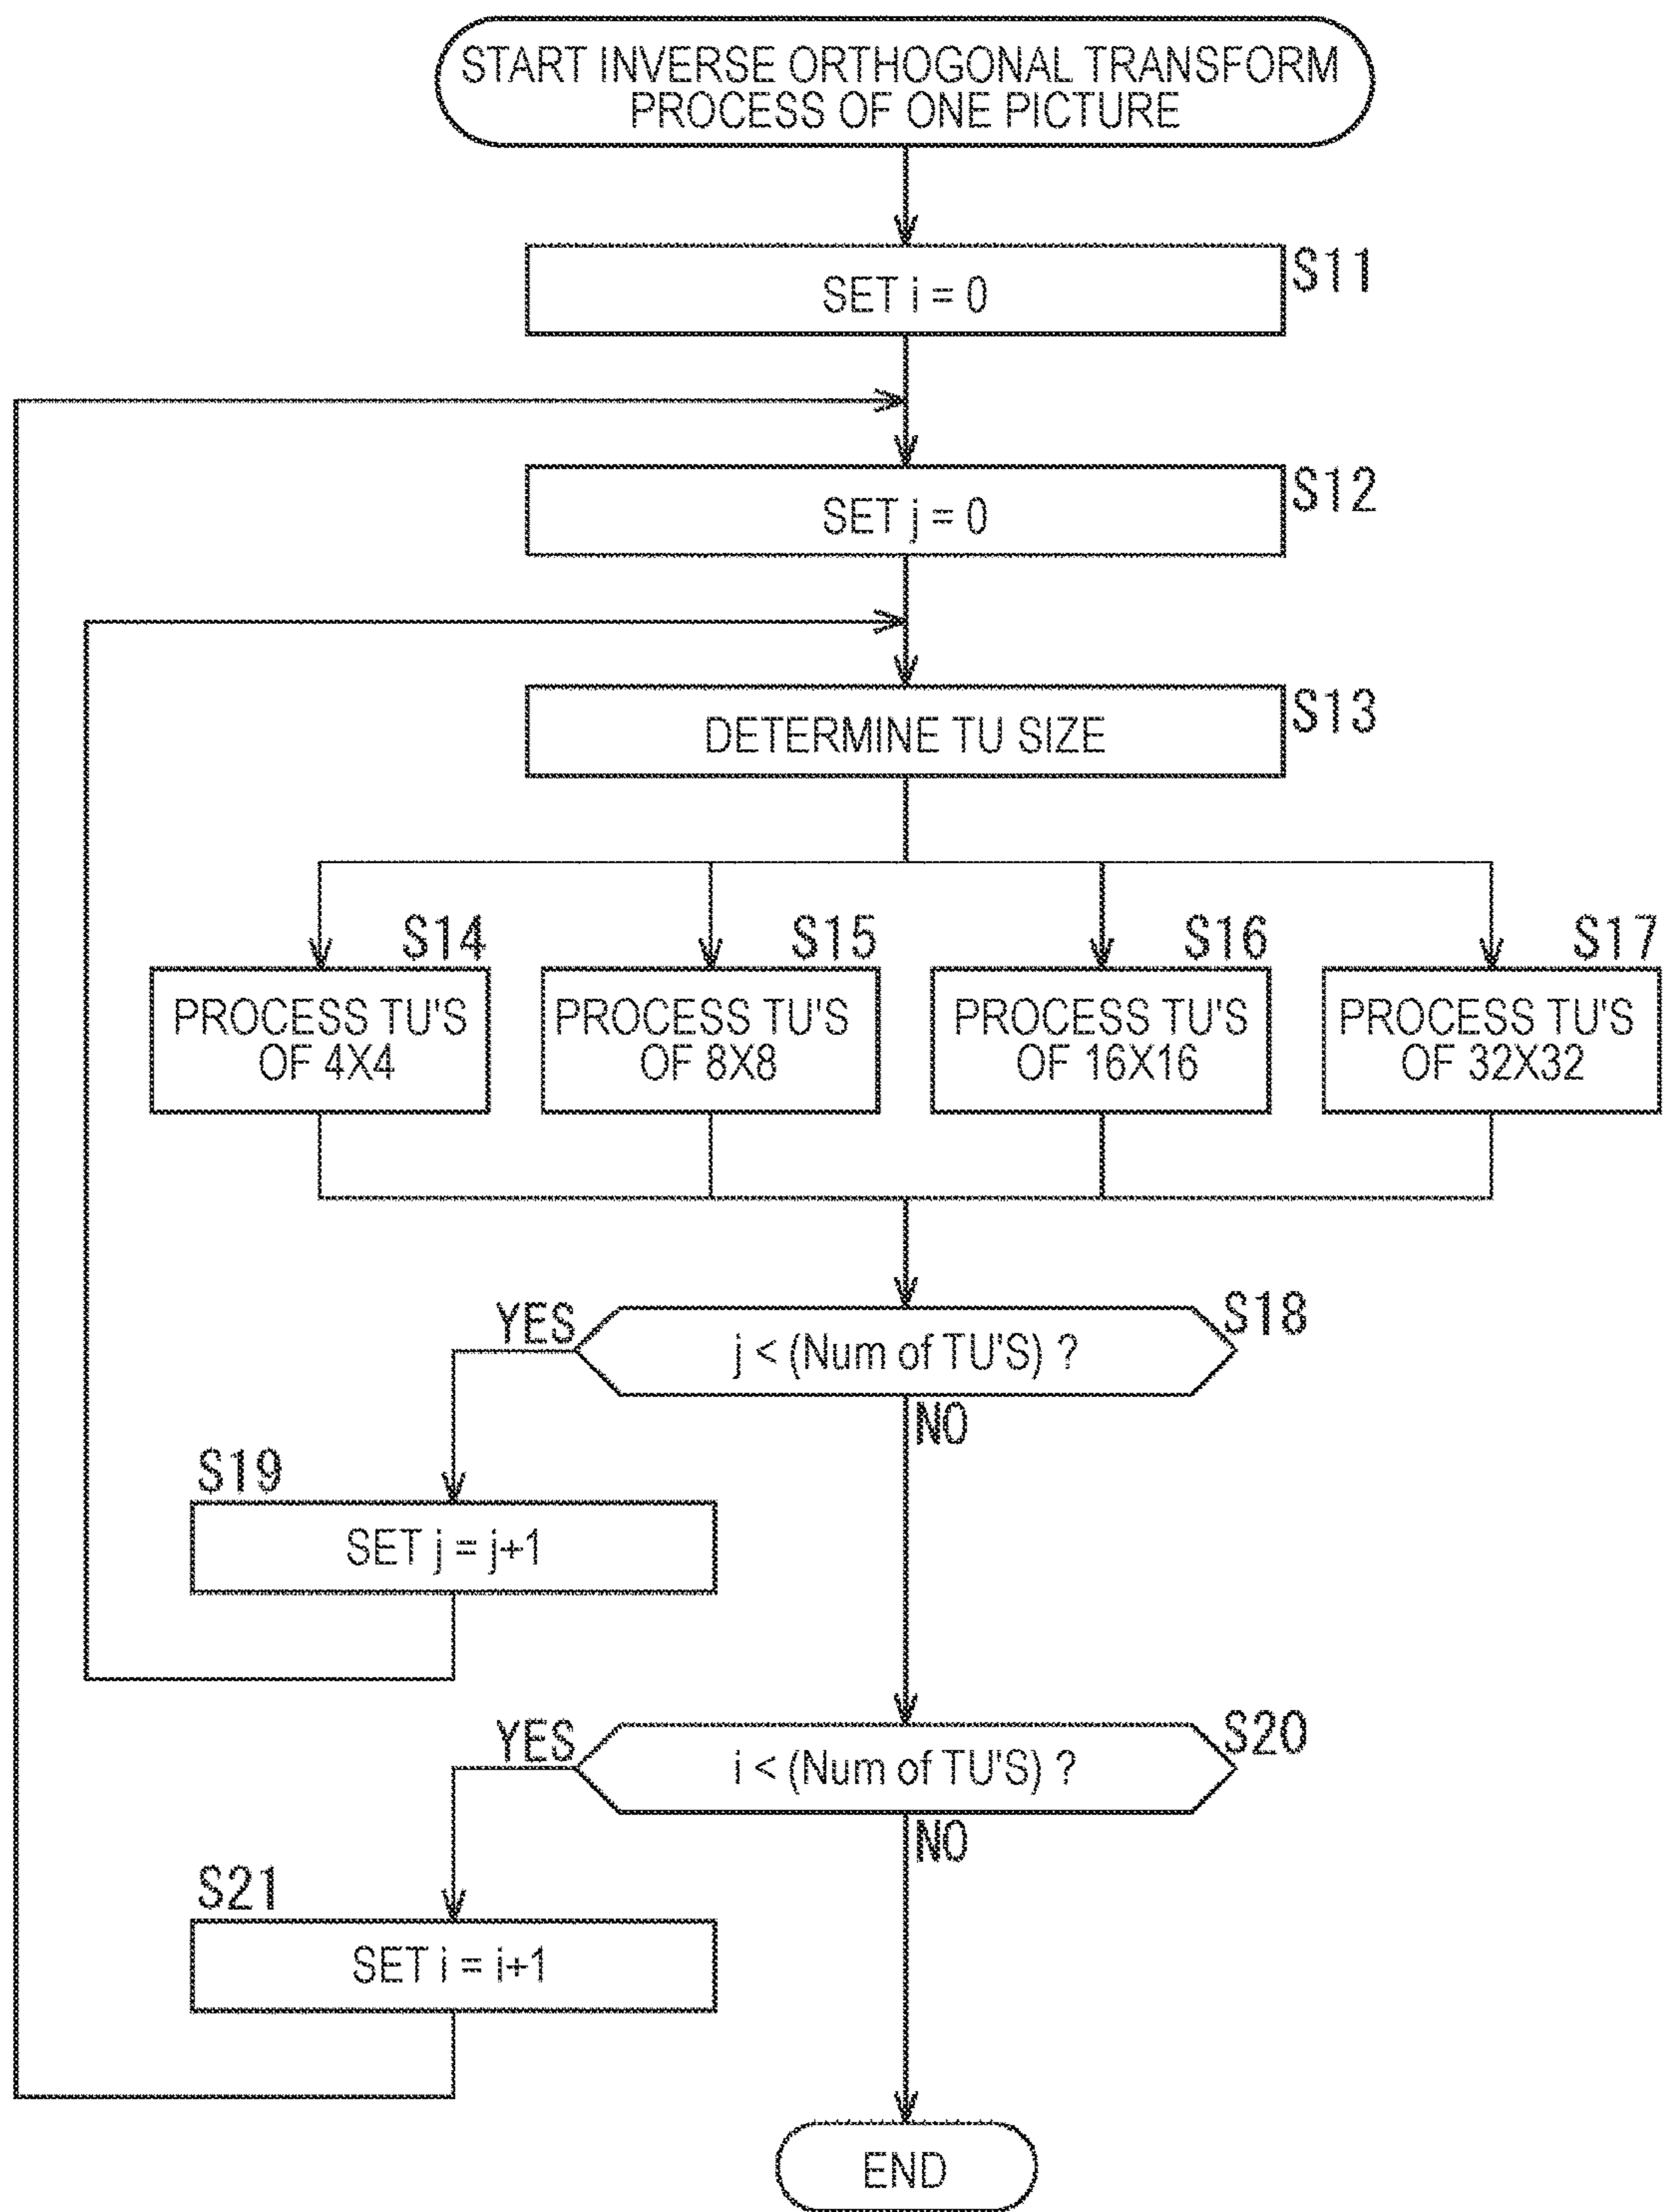 START INVERSE ORTHOGONAL TRANSFORM
PROCESS OF ONE PICTURE
S11
SET i = 0
S12
SET j = 0
S13
DETERMINE TU SIZE
S14
PROCESS TU'S
OF 4X4
S15
PROCESS TU'S
OF 8X8
S16
PROCESS TU'S
OF 16X16
S17
PROCESS TU'S
OF 32X32
S18
j < (Num of TU'S) ?
YES
NO
S19
SET j = j+1
S20
i < (Num of TU'S) ?
YES
NO
S21
SET i = i+1
END